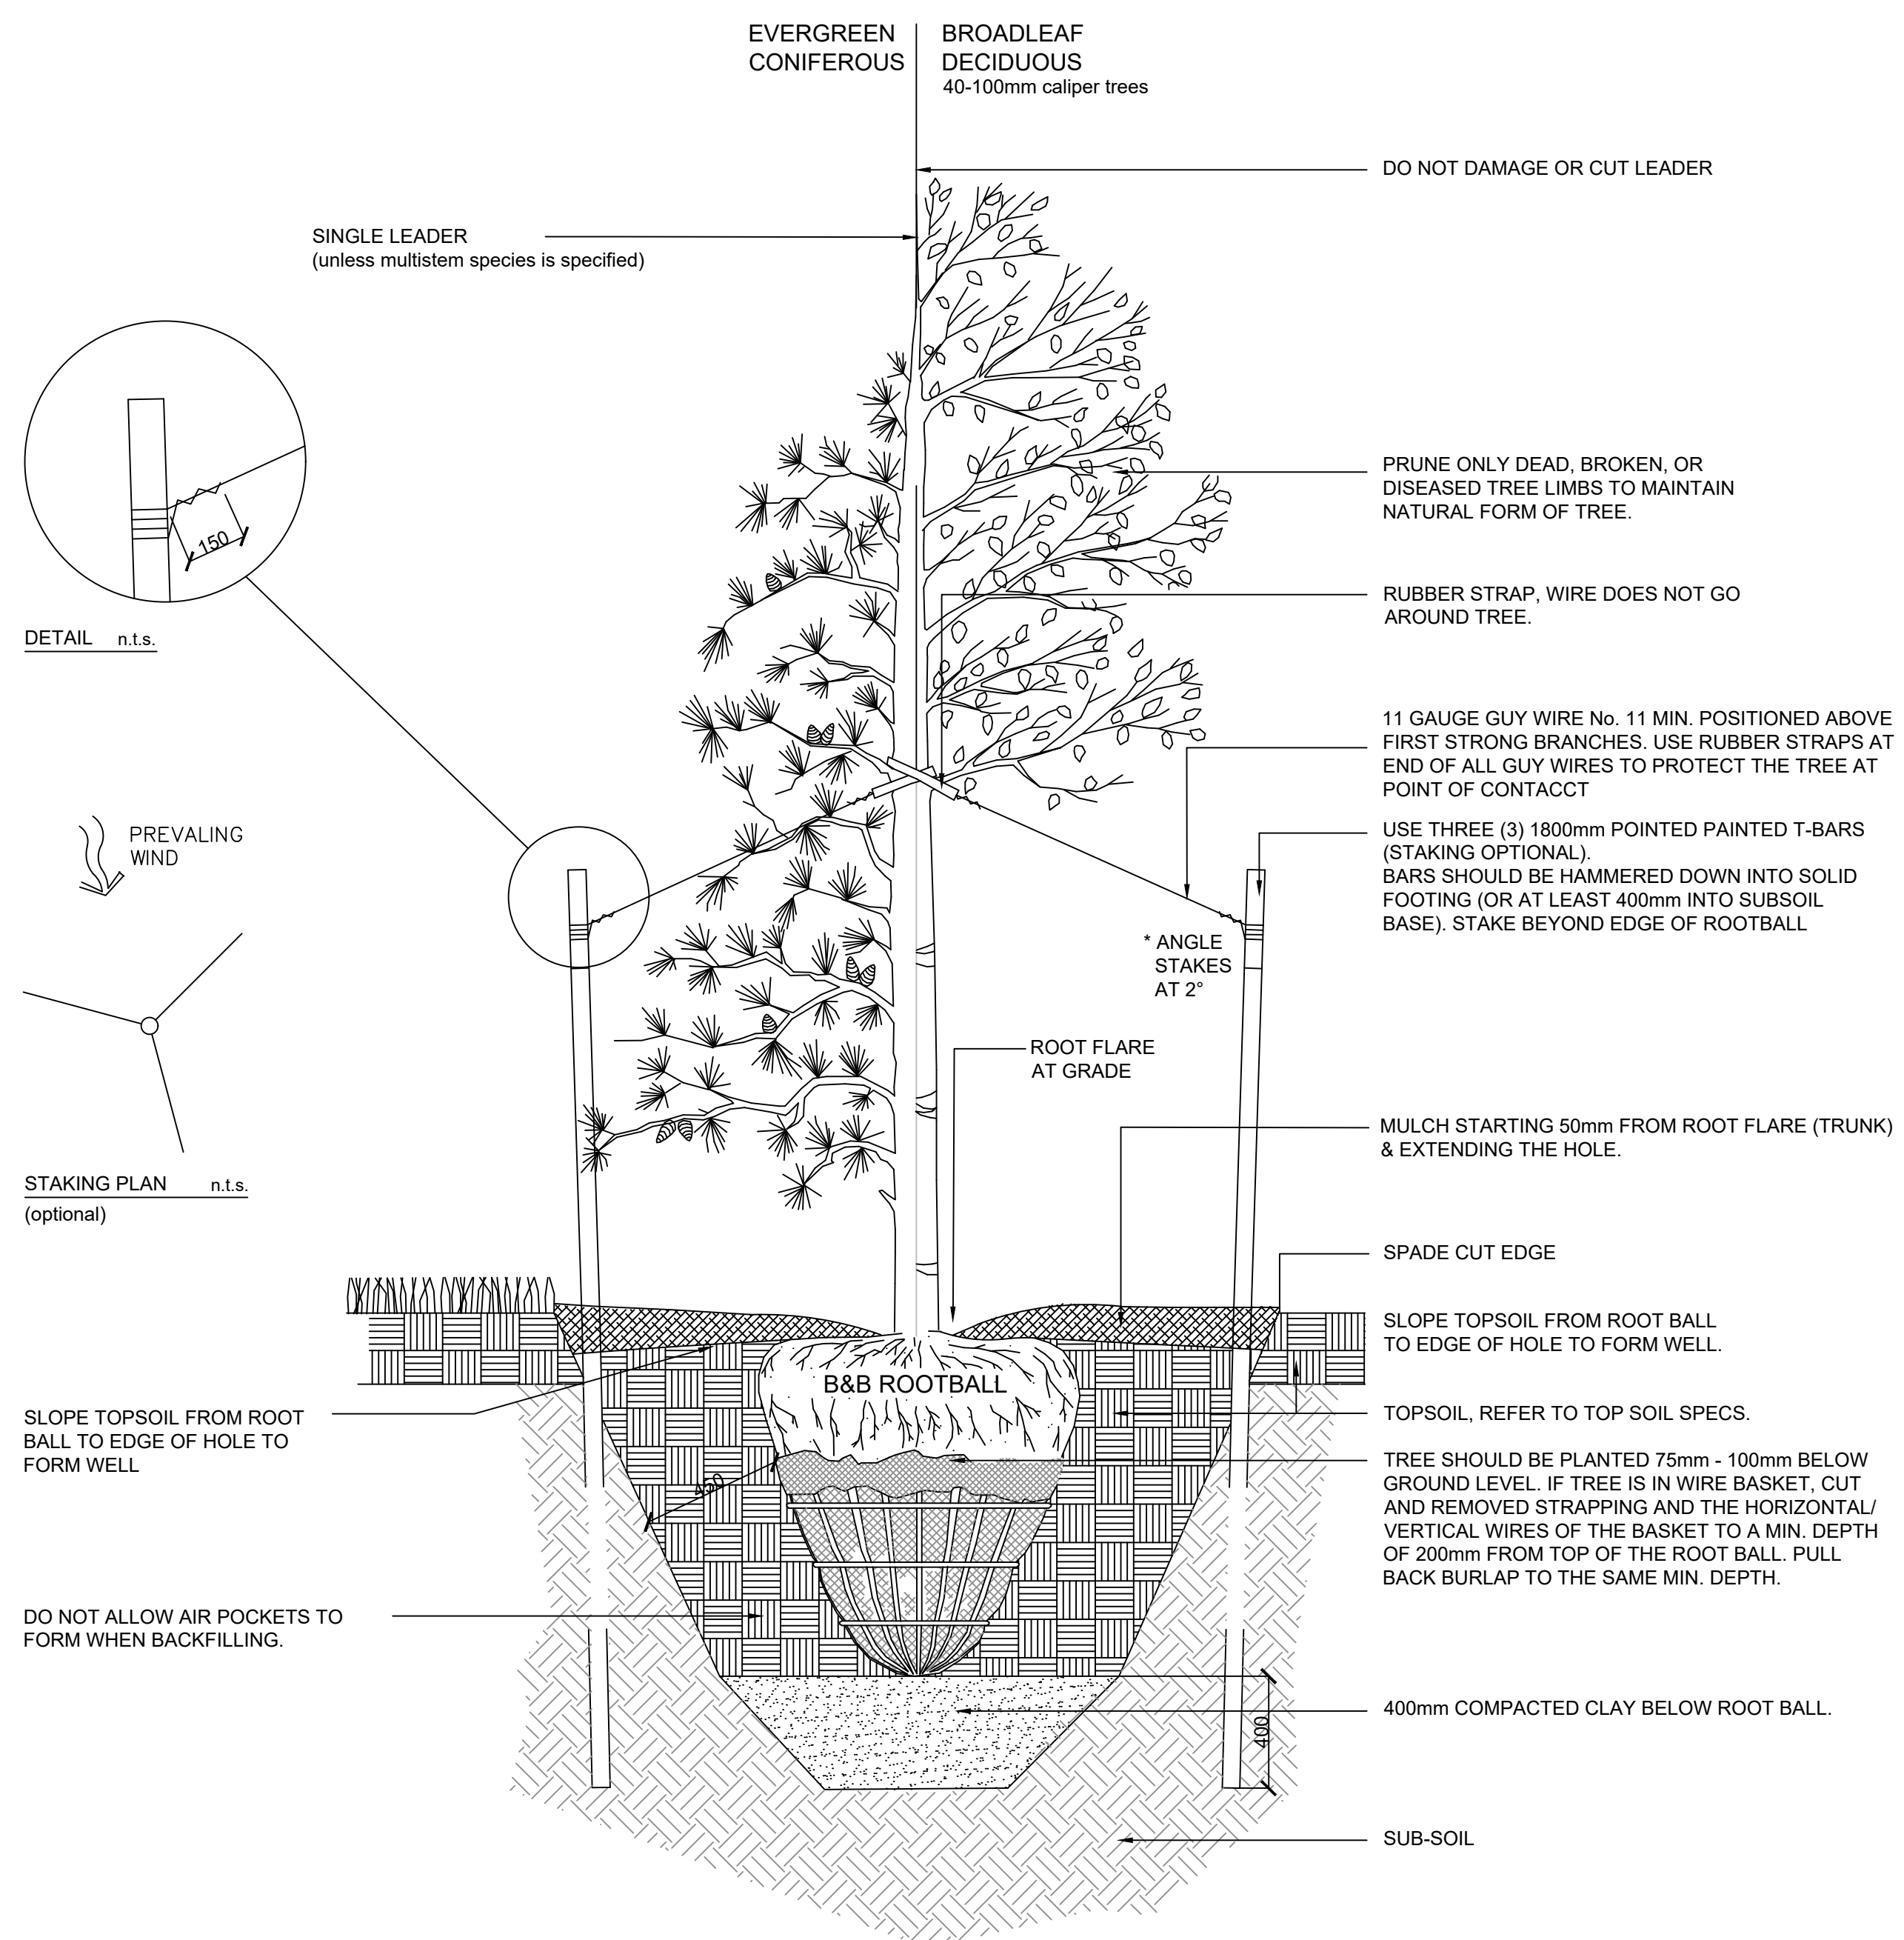 EVERGREEN
CONIFEROUS
BROADLEAF
DECIDUOUS
40-100mm caliper trees
DO NOT DAMAGE OR CUT LEADER
SINGLE LEADER
(unless multistem species is specified)
150
DETAIL n.t.s.
PRUNE ONLY DEAD, BROKEN, OR
DISEASED TREE LIMBS TO MAINTAIN
NATURAL FORM OF TREE.
RUBBER STRAP, WIRE DOES NOT GO
AROUND TREE.
11 GAUGE GUY WIRE No. 11 MIN. POSITIONED ABOVE
FIRST STRONG BRANCHES. USE RUBBER STRAPS AT
END OF ALL GUY WIRES TO PROTECT THE TREE AT
POINT OF CONTACCT
PREVALING
WIND
USE THREE (3) 1800mm POINTED PAINTED T-BARS
(STAKING OPTIONAL).
BARS SHOULD BE HAMMERED DOWN INTO SOLID
FOOTING (OR AT LEAST 400mm INTO SUBSOIL
BASE). STAKE BEYOND EDGE OF ROOTBALL
* ANGLE
STAKES
AT 2°
ROOT FLARE
AT GRADE
STAKING PLAN n.t.s.
(optional)
MULCH STARTING 50mm FROM ROOT FLARE (TRUNK)
& EXTENDING THE HOLE.
SPADE CUT EDGE
SLOPE TOPSOIL FROM ROOT BALL
TO EDGE OF HOLE TO FORM WELL.
B&B ROOTBALL
SLOPE TOPSOIL FROM ROOT
BALL TO EDGE OF HOLE TO
FORM WELL
TOPSOIL, REFER TO TOP SOIL SPECS.
450
TREE SHOULD BE PLANTED 75mm - 100mm BELOW
GROUND LEVEL. IF TREE IS IN WIRE BASKET, CUT
AND REMOVED STRAPPING AND THE HORIZONTAL/
VERTICAL WIRES OF THE BASKET TO A MIN. DEPTH
OF 200mm FROM TOP OF THE ROOT BALL. PULL
BACK BURLAP TO THE SAME MIN. DEPTH.
DO NOT ALLOW AIR POCKETS TO
FORM WHEN BACKFILLING.
400mm COMPACTED CLAY BELOW ROOT BALL.
400
SUB-SOIL